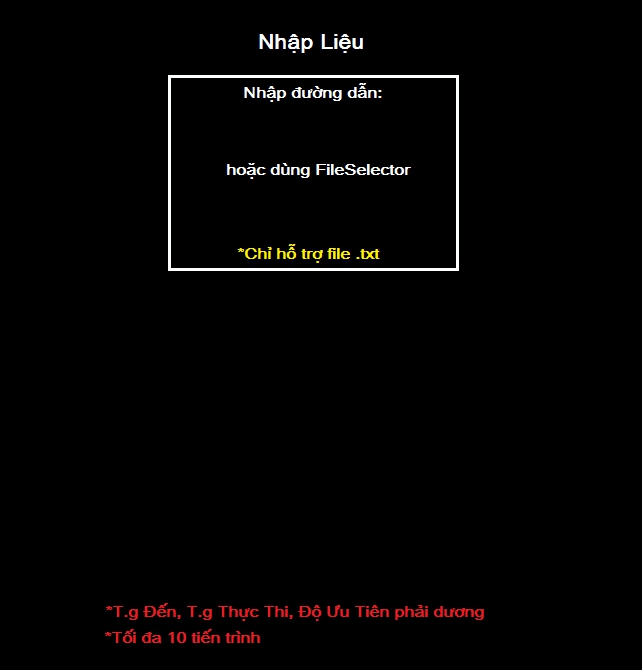 Nhập Liệu
Nhập đường dẫn:
hoặc dùng FileSelector
*Chỉ hỗ trợ file .txt
*T.g Đến, T.g Thực Thi, Độ Ưu Tiên phải dương
*Tối đa 10 tiến trình